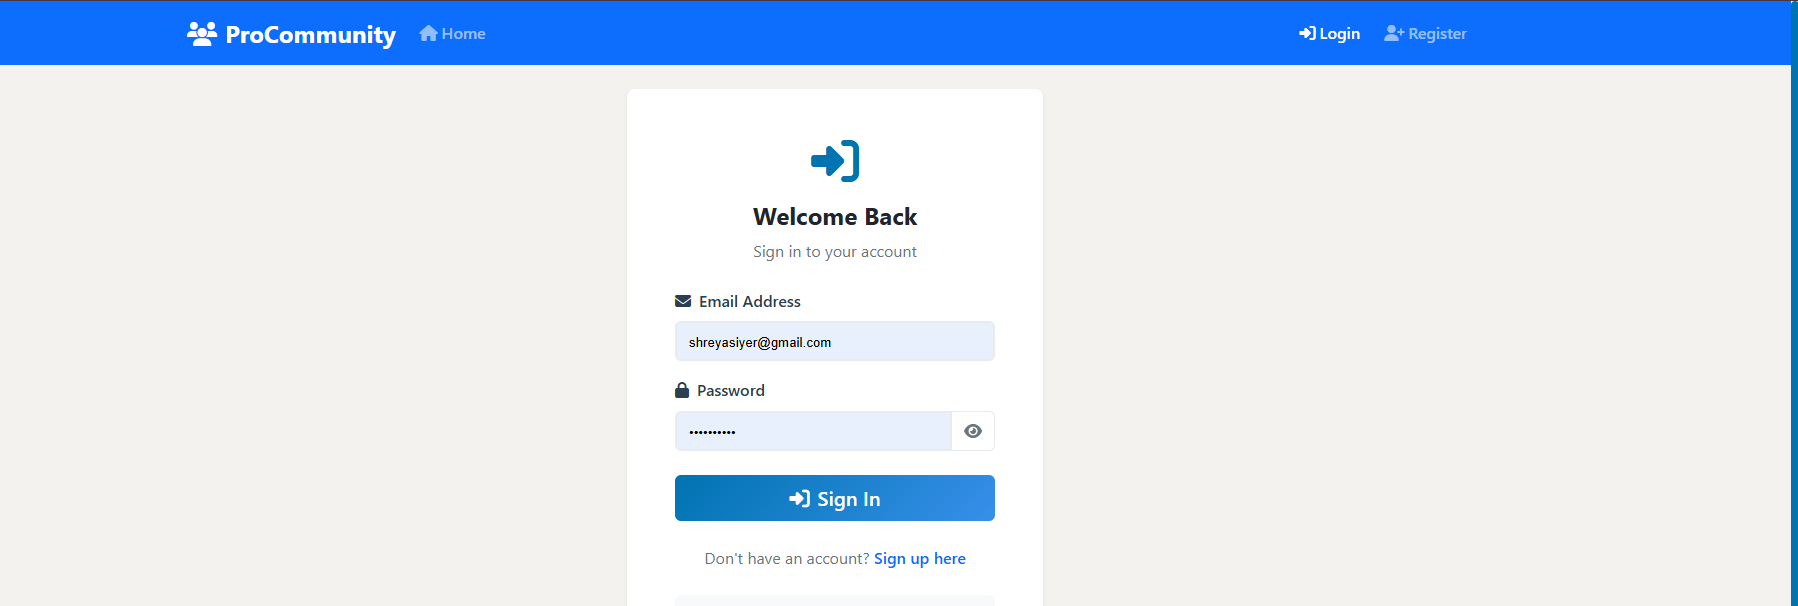 ProCommunity Home Login Register
Welcome Back
Sign in to your account
Email Address
shreyasiyer@gmail.com
Password
••••••••••
Sign In
Don't have an account? Sign up here